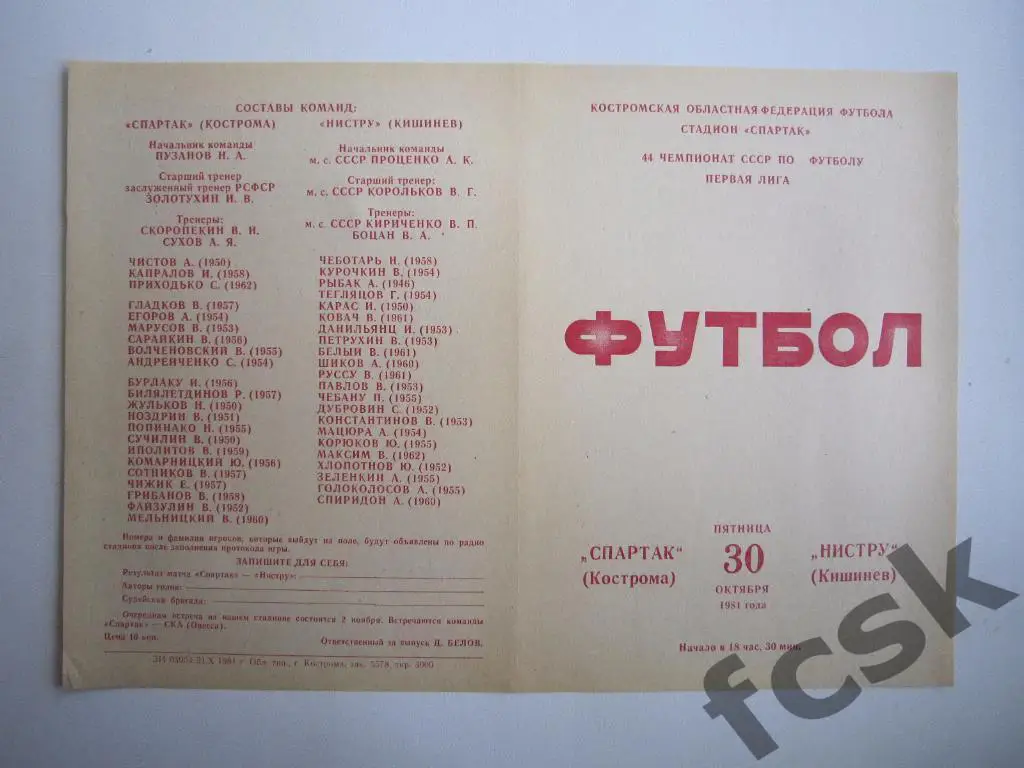 СОСТАВЫ КОМАНД:
«СПАРТАК» (КОСТРОМА)
Начальник команды
ПУЗАНОВ Н. А.
Старший тренер
заслуженный тренер РСФСР
ЗОЛОТУХИН И. В.
Тренеры:
СКОРОПЕКИН В. И.
СУХОВ А. Я.
ЧИСТОВ А. (1950)
КАПРАЛОВ И. (1958)
ПРИХОДЬКО С. (1962)
ГЛАДКОВ В. (1957)
ЕГОРОВ А. (1954)
МАРУСОВ В. (1953)
САРАЙКИН В. (1956)
ВОЛЧЕНОВСКИЙ В. (1955)
АНДРЕЙЧЕНКО С. (1954)
БУРЛАКУ И. (1956)
БИЛЯЛЕТДИНОВ Р. (1957)
ЖУЛЬКОВ Н. (1950)
НОЗДРИН В. (1951)
ПОПИНАКО Н. (1955)
СУЧИЛИН В. (1950)
ИПОЛИТОВ В. (1959)
КОМАРНИЦКИЙ Ю. (1956)
СОТНИКОВ В. (1957)
ЧИЖИК Е. (1957)
ГРИБАНОВ В. (1958)
ФАЙЗУЛИН В. (1952)
МЕЛЬНИЦКИЙ В. (1960)
«НИСТРУ» (КИШИНЕВ)
Начальник команды
м. с. СССР ПРОЦЕНКО А. К.
Старший тренер:
м. с. СССР КОРОЛЬКОВ В. Г.
Тренеры:
м. с. СССР КИРИЧЕНКО В. П.
БОЦАН В. А.
ЧЕБОТАРЬ Н. (1958)
КУРОЧКИН В. (1954)
РЫБАК А. (1946)
ТЕГЛЯЦОВ Г. (1954)
КАРАС И. (1950)
КОВАЧ В. (1961)
ДАНИЛЬЯНЦ И. (1953)
ПЕТРУХИН В. (1953)
БЕЛЫЙ В. (1961)
ШИКОВ А. (1960)
РУССУ В. (1961)
ПАВЛОВ В. (1953)
ЧЕБАНУ П. (1955)
ДУБРОВИН С. (1952)
КОНСТАНТИНОВ В. (1953)
МАЦЮРА А. (1954)
КОРЮКОВ Ю. (1955)
МАКСИМ В. (1962)
ХЛОПОТНОВ Ю. (1952)
ЗЕЛЕНКИН А. (1955)
ГОЛОКОЛОСОВ А. (1955)
СПИРИДОН А. (1960)
Номера и фамилии игроков, которые выйдут на поле, будут объявлены по радио
стадиона после заполнения протокола игры.
ЗАПИШИТЕ ДЛЯ СЕБЯ:
Результат матча «Спартак» — «Нистру»:
Авторы голов:
Судейская бригада:
Очередная встреча на нашем стадионе состоится 2 ноября. Встречаются команды
«Спартак» — СКА (Одесса).
Цена 10 коп.
Ответственный за выпуск Д. БЕЛОВ.
1981 г. Обл. тип., г. Кострома, зак. 5578, тир. 3000
КОСТРОМСКАЯ ОБЛАСТНАЯ ФЕДЕРАЦИЯ ФУТБОЛА
СТАДИОН «СПАРТАК»
44 ЧЕМПИОНАТ СССР ПО ФУТБОЛУ
ПЕРВАЯ ЛИГА
ФУТБОЛ
„СПАРТАК“
(Кострома)
ПЯТНИЦА
30
ОКТЯБРЯ
1981 года
„НИСТРУ“
(Кишинев)
Начало в 18 час. 30 мин.
fcsk